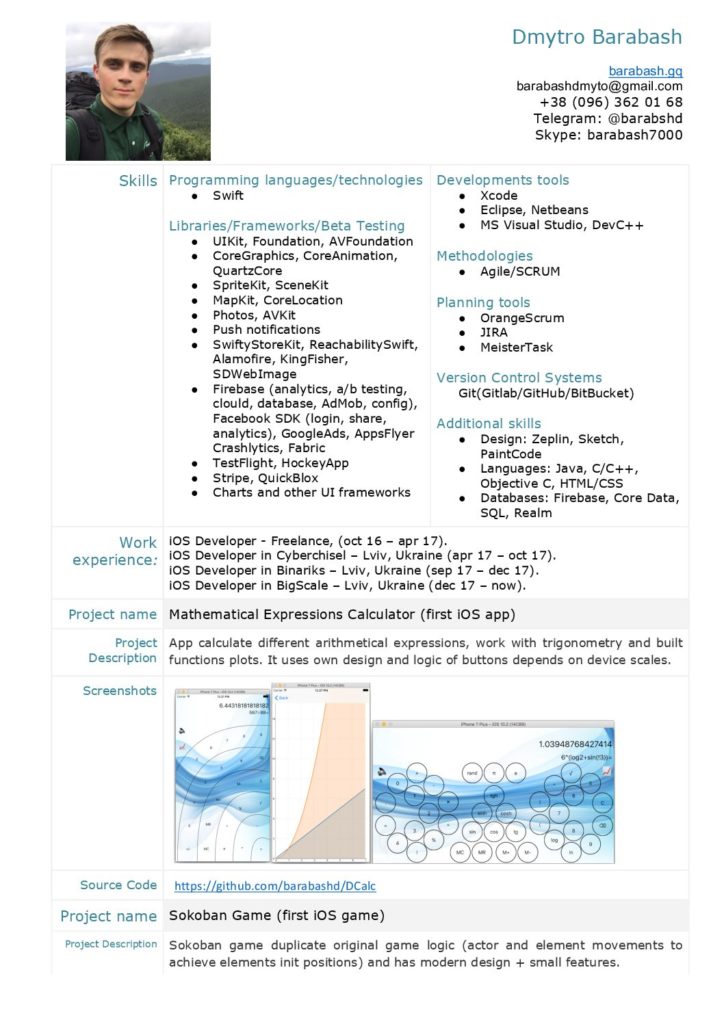 Dmytro Barabash
barabash.gq
barabashdmyto@gmail.com
+38 (096) 362 01 68
Telegram: @barabshd
Skype: barabash7000
Skills
Programming languages/technologies
● Swift
Libraries/Frameworks/Beta Testing
● UIKit, Foundation, AVFoundation
● CoreGraphics, CoreAnimation,
QuartzCore
● SpriteKit, SceneKit
● MapKit, CoreLocation
● Photos, AVKit
● Push notifications
● SwiftyStoreKit, ReachabilitySwift,
Alamofire, KingFisher,
SDWebImage
● Firebase (analytics, a/b testing,
clould, database, AdMob, config),
Facebook SDK (login, share,
analytics), GoogleAds, AppsFlyer
Crashlytics, Fabric
● TestFlight, HockeyApp
● Stripe, QuickBlox
● Charts and other UI frameworks
Developments tools
● Xcode
● Eclipse, Netbeans
● MS Visual Studio, DevC++
Methodologies
● Agile/SCRUM
Planning tools
● OrangeScrum
● JIRA
● MeisterTask
Version Control Systems
Git(Gitlab/GitHub/BitBucket)
Additional skills
● Design: Zeplin, Sketch,
PaintCode
● Languages: Java, C/C++,
Objective C, HTML/CSS
● Databases: Firebase, Core Data,
SQL, Realm
Work
experience:
iOS Developer - Freelance, (oct 16 – apr 17).
iOS Developer in Cyberchisel – Lviv, Ukraine (apr 17 – oct 17).
iOS Developer in Binariks – Lviv, Ukraine (sep 17 – dec 17).
iOS Developer in BigScale – Lviv, Ukraine (dec 17 – now).
Project name
Mathematical Expressions Calculator (first iOS app)
Project
Description
App calculate different arithmetical expressions, work with trigonometry and built
functions plots. It uses own design and logic of buttons depends on device scales.
Screenshots
6.443181818181
Back
1.03948768427414
6*(log2+sin(!3))=
rand π e
sin cos tg
log ln
MC MR M+ M-
Source Code
https://github.com/barabashd/DCalc
Project name
Sokoban Game (first iOS game)
Project Description
Sokoban game duplicate original game logic (actor and element movements to
achieve elements init positions) and has modern design + small features.